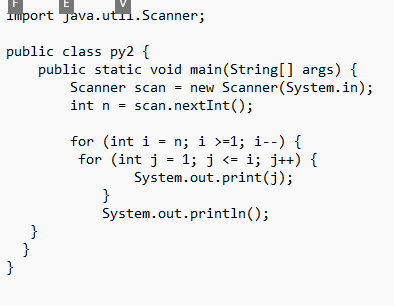 F E V
import java.util.Scanner;
public class py2 {
public static void main(String[] args) {
Scanner scan = new Scanner(System.in);
int n = scan.nextInt();
for (int i = n; i >=1; i--) {
for (int j = 1; j <= i; j++) {
System.out.print(j);
}
System.out.println();
}
}
}